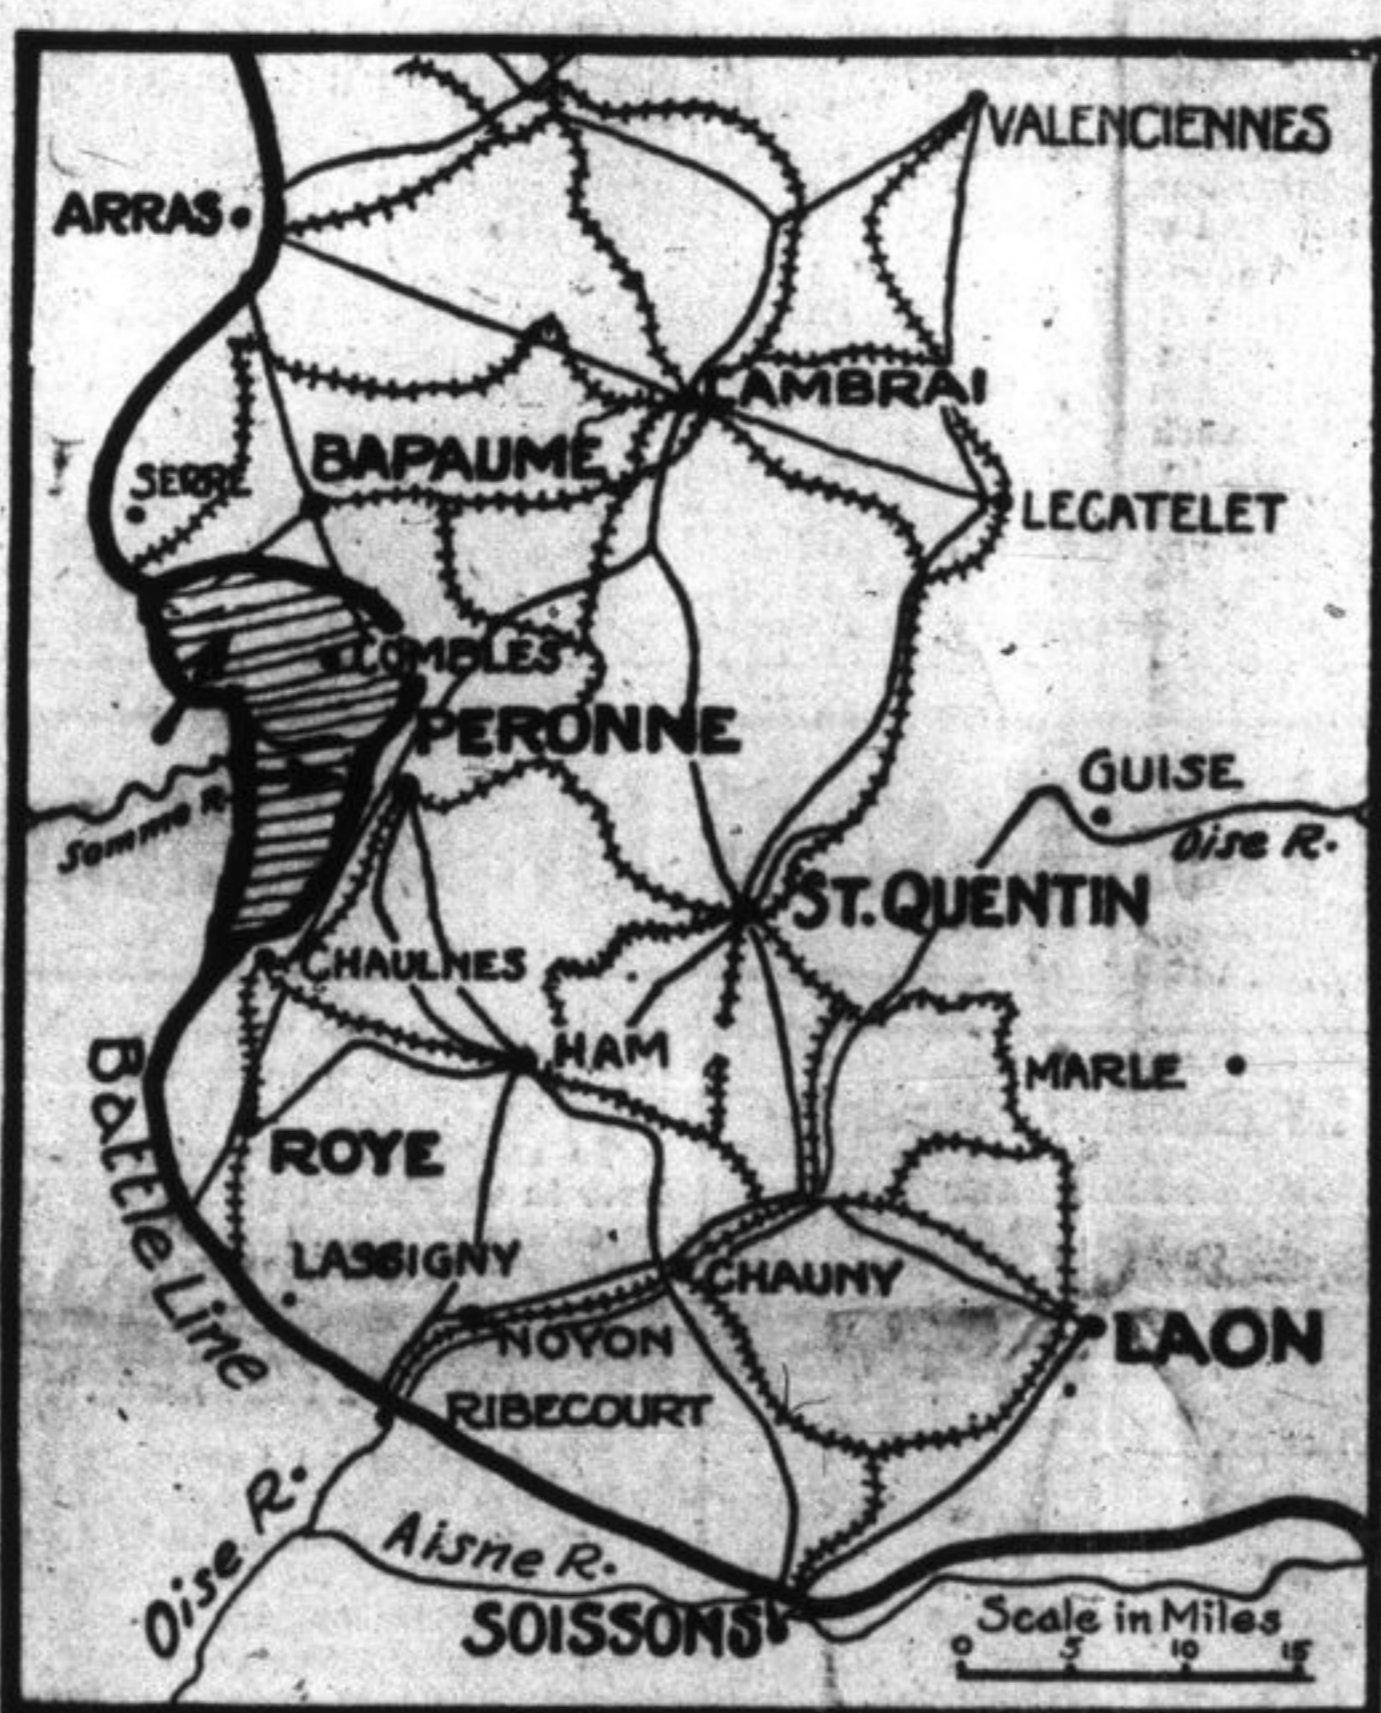 VALENCIENNES
ARRAS
CAMBRAI
BAPAUME
SERRE
LECATELET
COMBLES
PERONNE
GUISE
Somme R.
Oise R.
ST. QUENTIN
CHAULNES
HAM
MARLE
Battle Line
ROYE
LASSIGNY
CHAUNY
NOYON
LAON
RIBECOURT
Oise R.
Aisne R.
SOISSONS
Scale in Miles
0 5 10 15